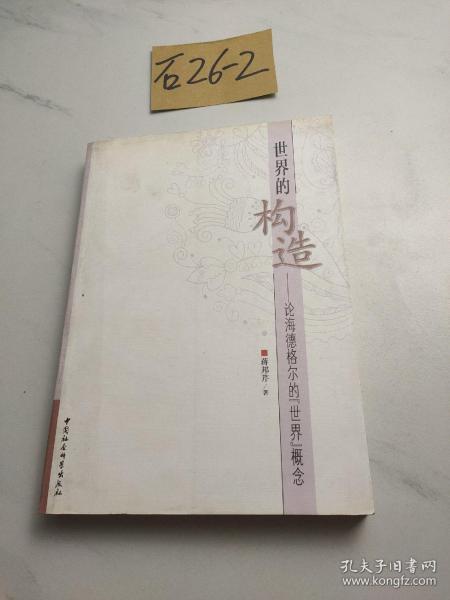 石26-2
世界的
构造
——论海德格尔的『世界』概念
蒋邦芹/著
中国社会科学出版社
孔夫子旧书网
www.kongfz.com